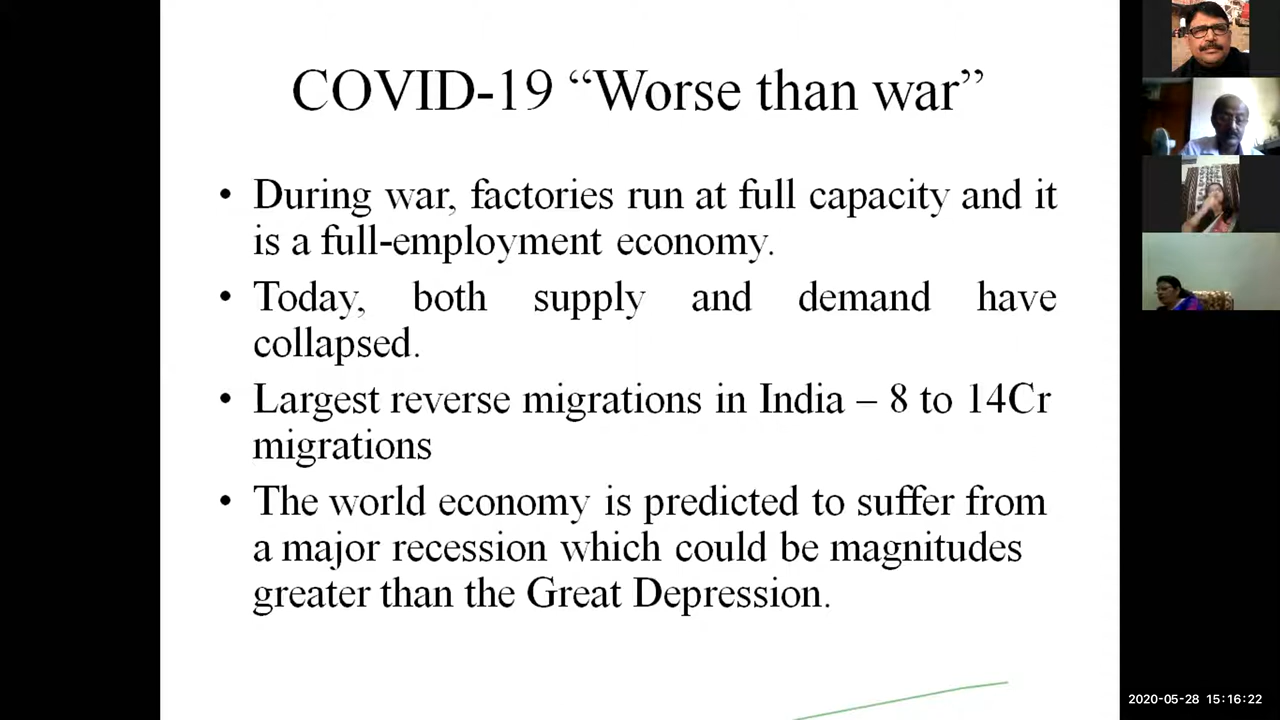 COVID-19 “Worse than war”
• During war, factories run at full capacity and it
is a full-employment economy.
• Today, both supply and demand have
collapsed.
• Largest reverse migrations in India – 8 to 14Cr
migrations
• The world economy is predicted to suffer from
a major recession which could be magnitudes
greater than the Great Depression.
2020-05-28 15:16:22